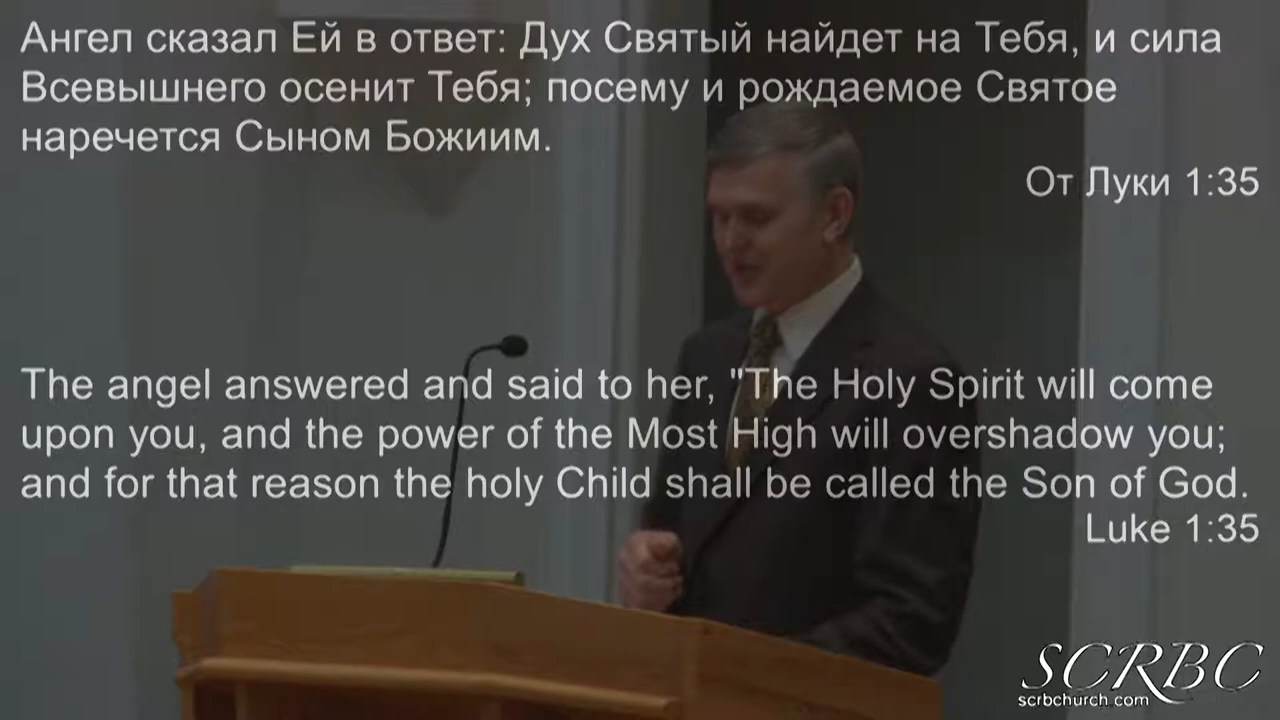 Ангел сказал Ей в ответ: Дух Святый найдет на Тебя, и сила
Всевышнего осенит Тебя; посему и рождаемое Святое
наречется Сыном Божиим.
От Луки 1:35
The angel answered and said to her, "The Holy Spirit will come
upon you, and the power of the Most High will overshadow you;
and for that reason the holy Child shall be called the Son of God.
Luke 1:35
SCRBC
scrbchurch.com